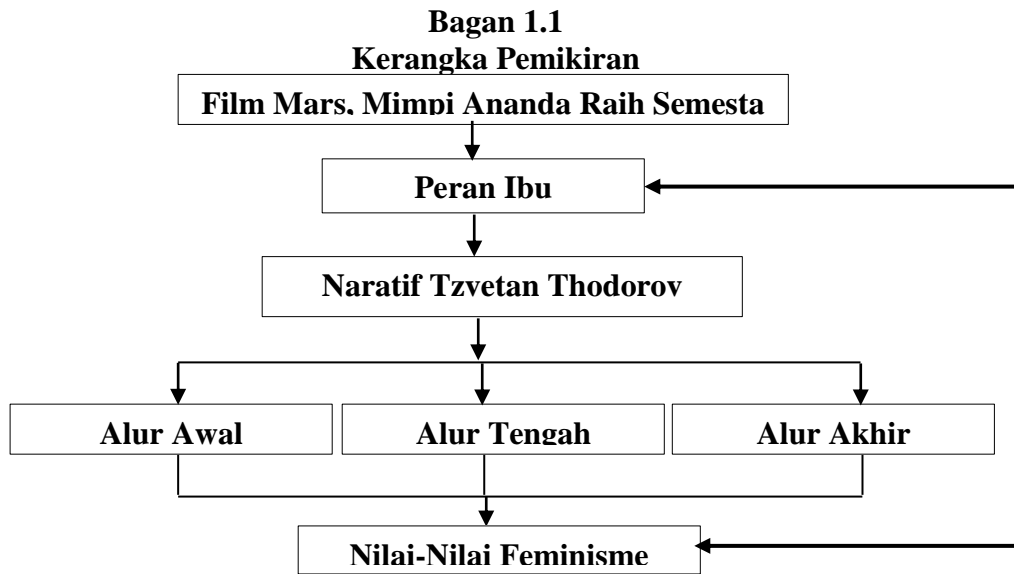 Bagan 1.1
Kerangka Pemikiran
Film Mars, Mimpi Ananda Raih Semesta
Peran Ibu
Naratif Tzvetan Thodorov
Alur Awal
Alur Tengah
Alur Akhir
Nilai-Nilai Feminisme